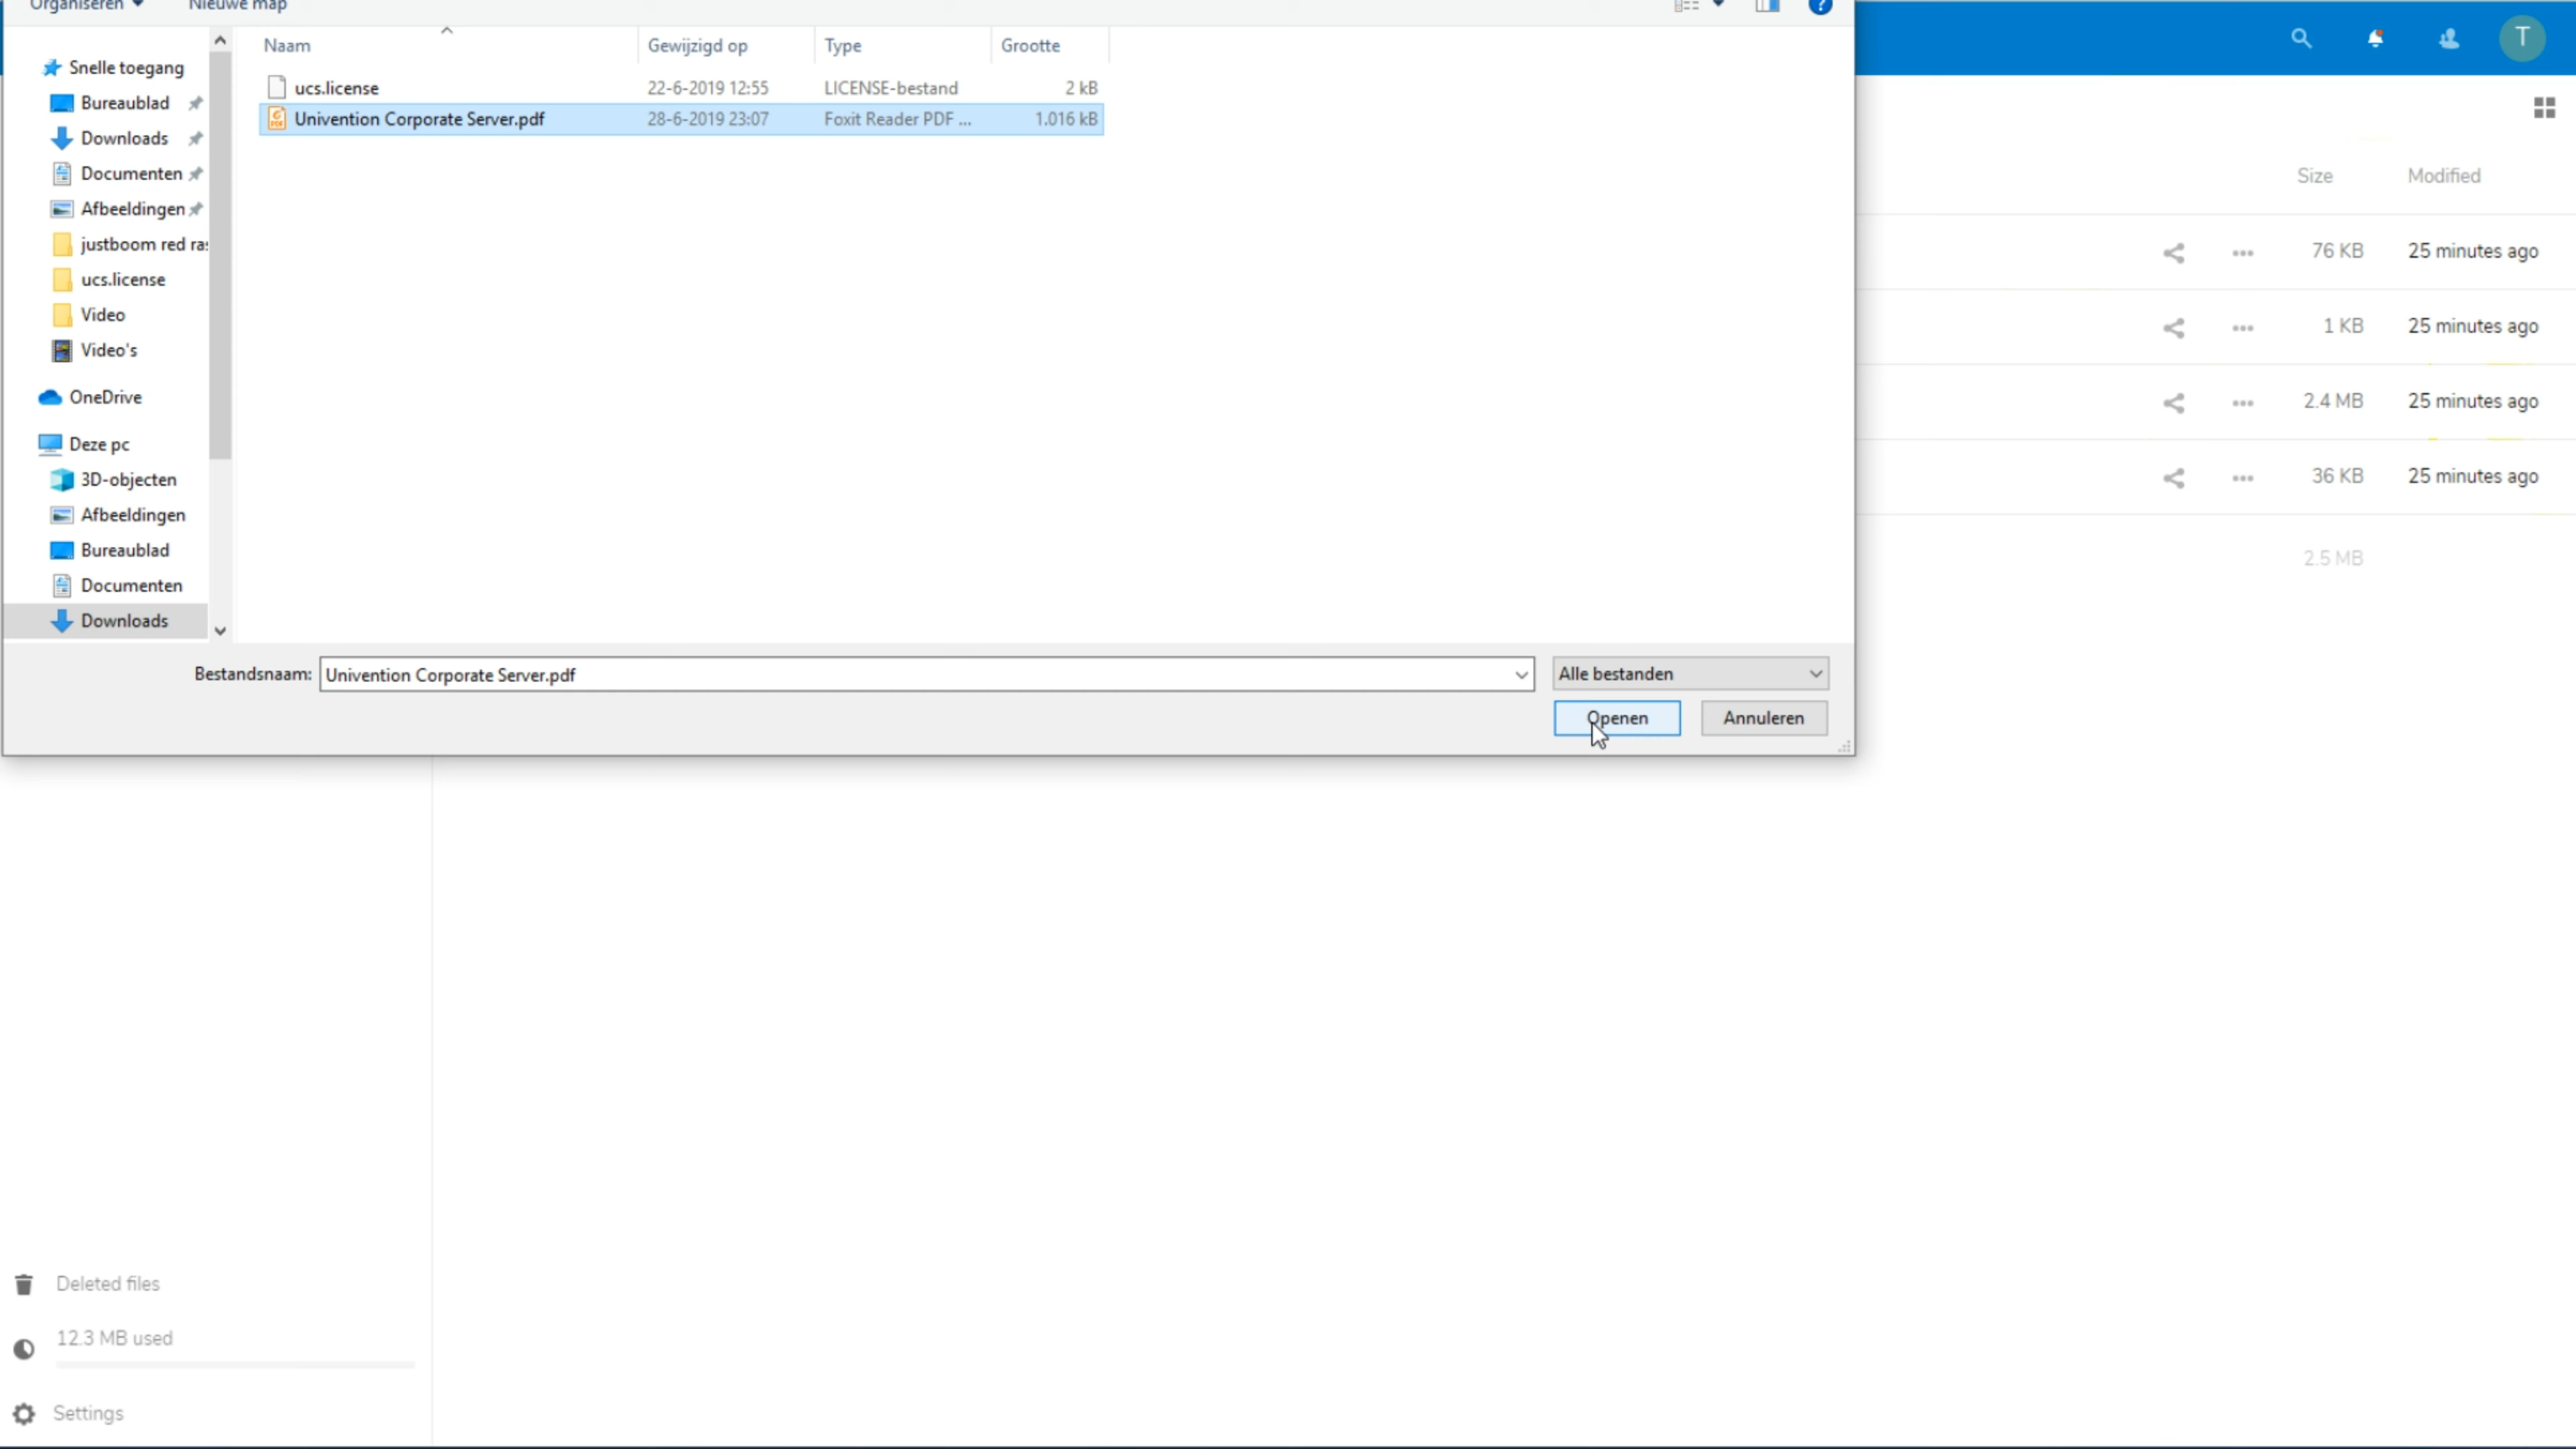 Organiseren
Nieuwe map
Naam
Gewijzigd op
Type
Grootte
ucs.license
22-6-2019 12:55
LICENSE-bestand
2 kB
Univention Corporate Server.pdf
28-6-2019 23:07
Foxit Reader PDF ...
1.016 kB
Snelle toegang
Bureaublad
Downloads
Documenten
Afbeeldingen
justboom red ra
ucs.license
Video
Video's
OneDrive
Deze pc
3D-objecten
Afbeeldingen
Bureaublad
Documenten
Downloads
Bestandsnaam:
Univention Corporate Server.pdf
Alle bestanden
Openen
Annuleren
T
Size
Modified
76 KB
25 minutes ago
1 KB
25 minutes ago
2.4 MB
25 minutes ago
36 KB
25 minutes ago
2.5 MB
Deleted files
12.3 MB used
Settings